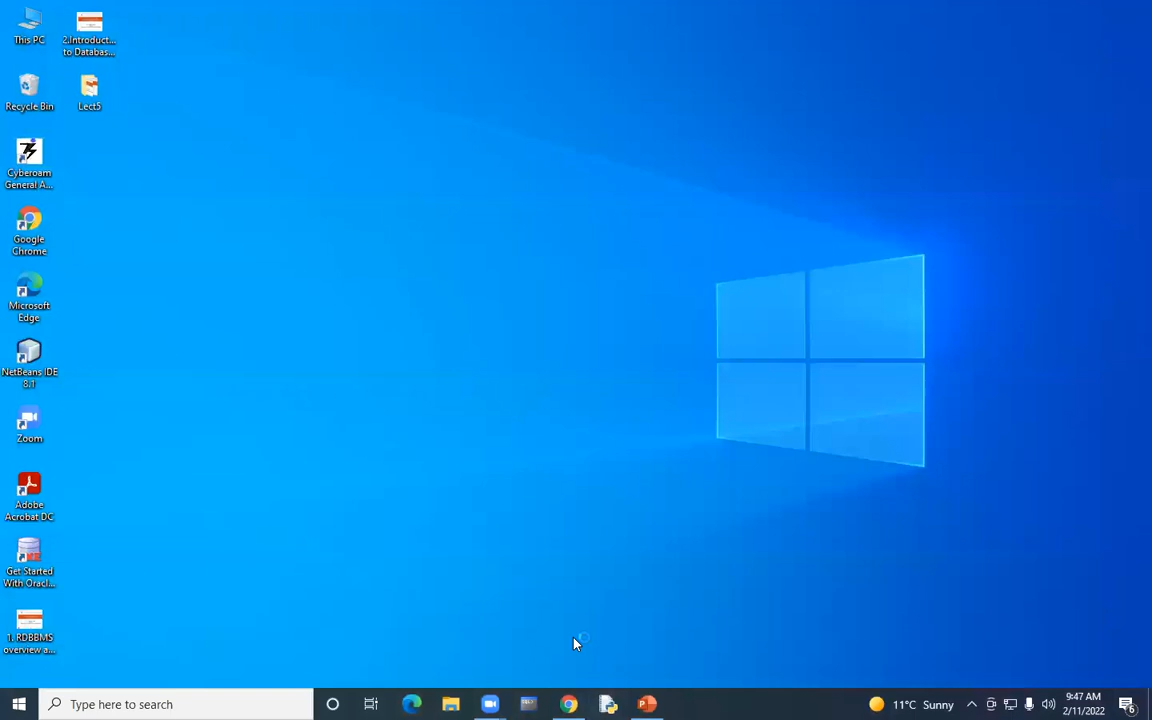 This PC
2.Introduct...
to Databas...
Recycle Bin
Lect5
Cyberoam
General A...
Google
Chrome
Microsoft
Edge
NetBeans IDE
8.1
Zoom
Adobe
Acrobat DC
Get Started
With Oracl...
1. RDBBMS
overview a...
Type here to search
11°C Sunny
9:47 AM
2/11/2022
6